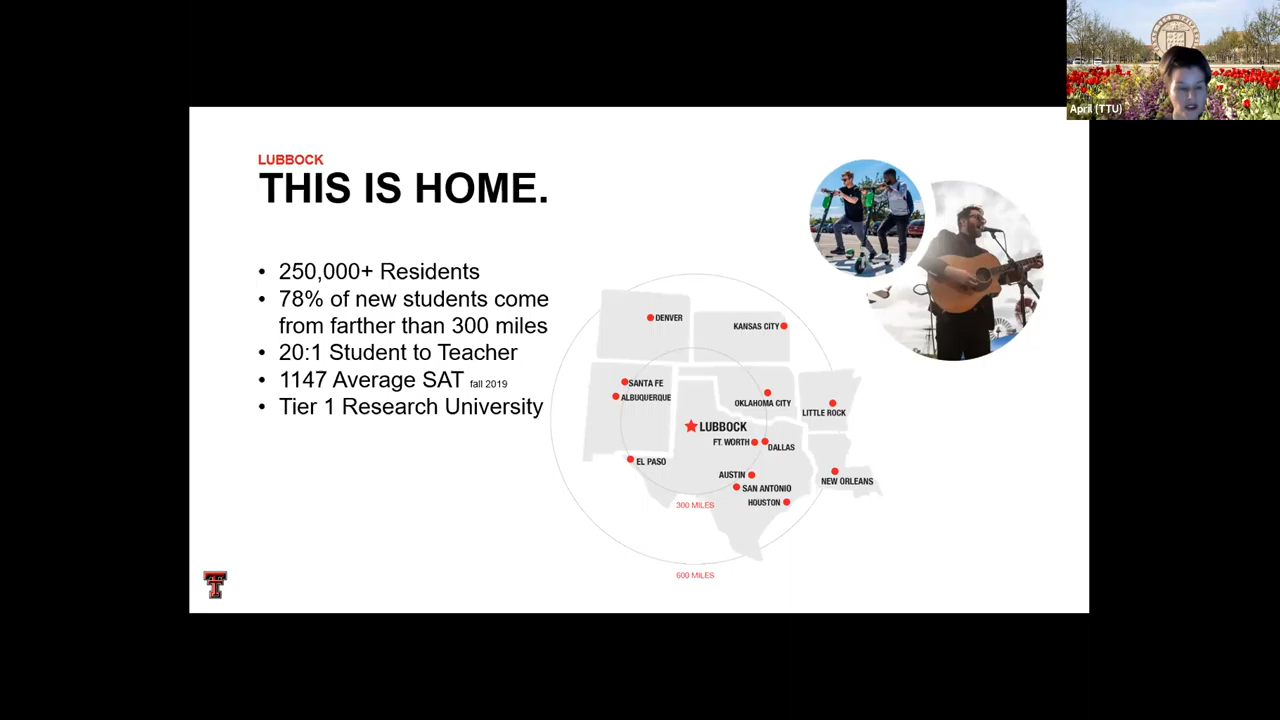 April (TTU)
LUBBOCK
THIS IS HOME.
• 250,000+ Residents
• 78% of new students come
from farther than 300 miles
• 20:1 Student to Teacher
• 1147 Average SAT fall 2019
• Tier 1 Research University
DENVER
KANSAS CITY
SANTA FE
ALBUQUERQUE
OKLAHOMA CITY
LITTLE ROCK
LUBBOCK
FT. WORTH
DALLAS
EL PASO
AUSTIN
SAN ANTONIO
HOUSTON
NEW ORLEANS
300 MILES
600 MILES